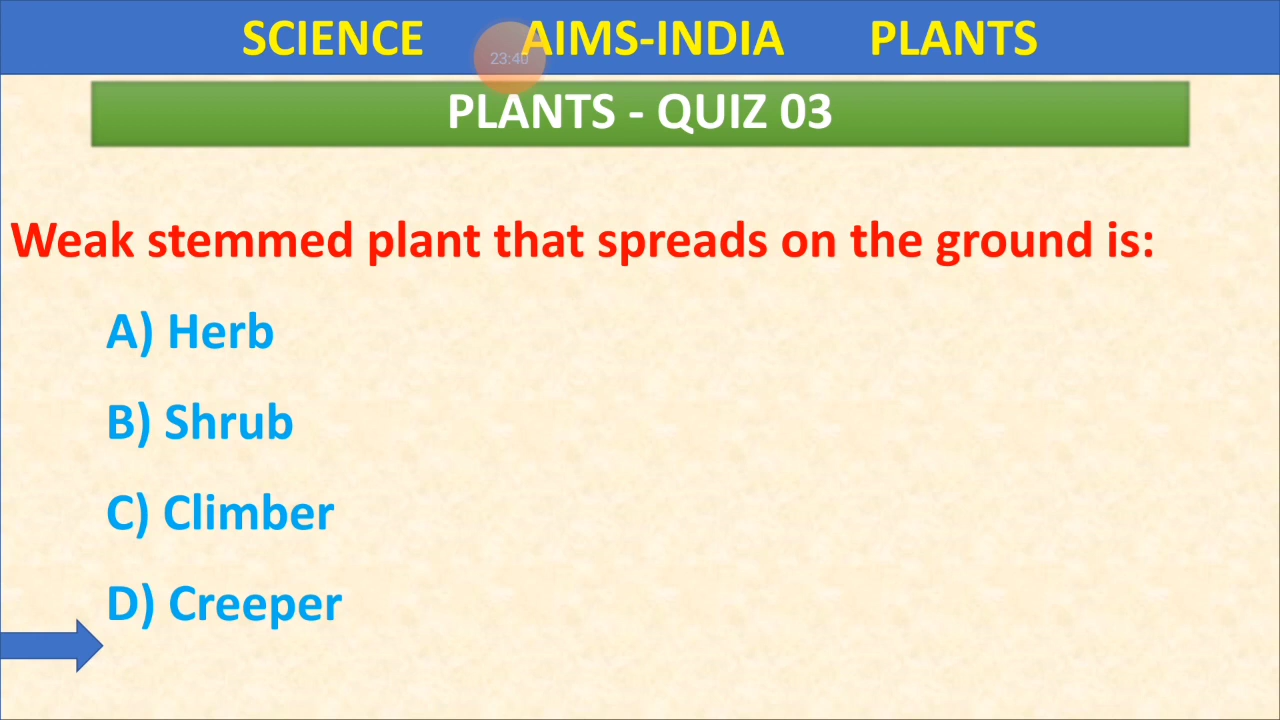 SCIENCE AIMS-INDIA PLANTS
23:40
PLANTS - QUIZ 03
Weak stemmed plant that spreads on the ground is:
A) Herb
B) Shrub
C) Climber
D) Creeper